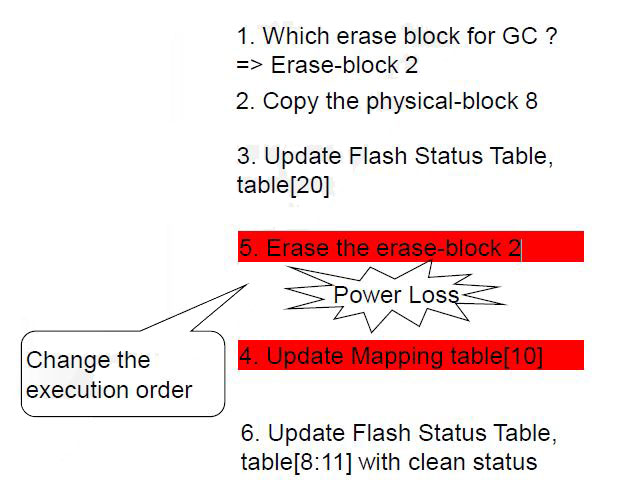 1. Which erase block for GC ?
=> Erase-block 2
2. Copy the physical-block 8
3. Update Flash Status Table,
table[20]
5. Erase the erase-block 2
Power Loss
Change the
execution order
4. Update Mapping table[10]
6. Update Flash Status Table,
table[8:11] with clean status